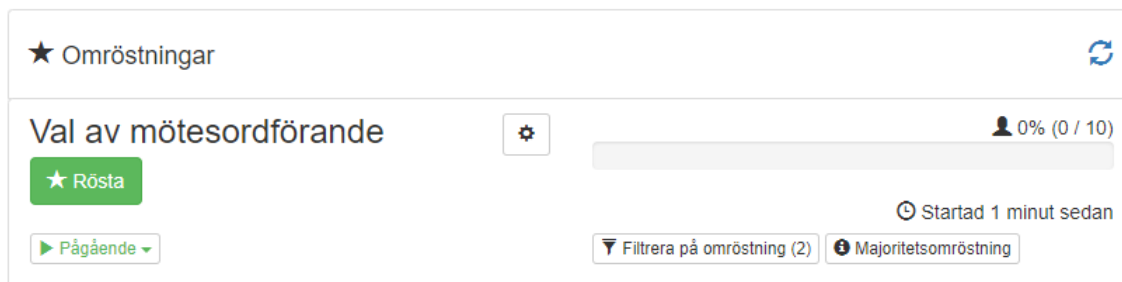 Omröstningar
Val av mötesordförande
0% (0 / 10)
Rösta
Startad 1 minut sedan
Pågående
Filtrera på omröstning (2)
Majoritetsomröstning